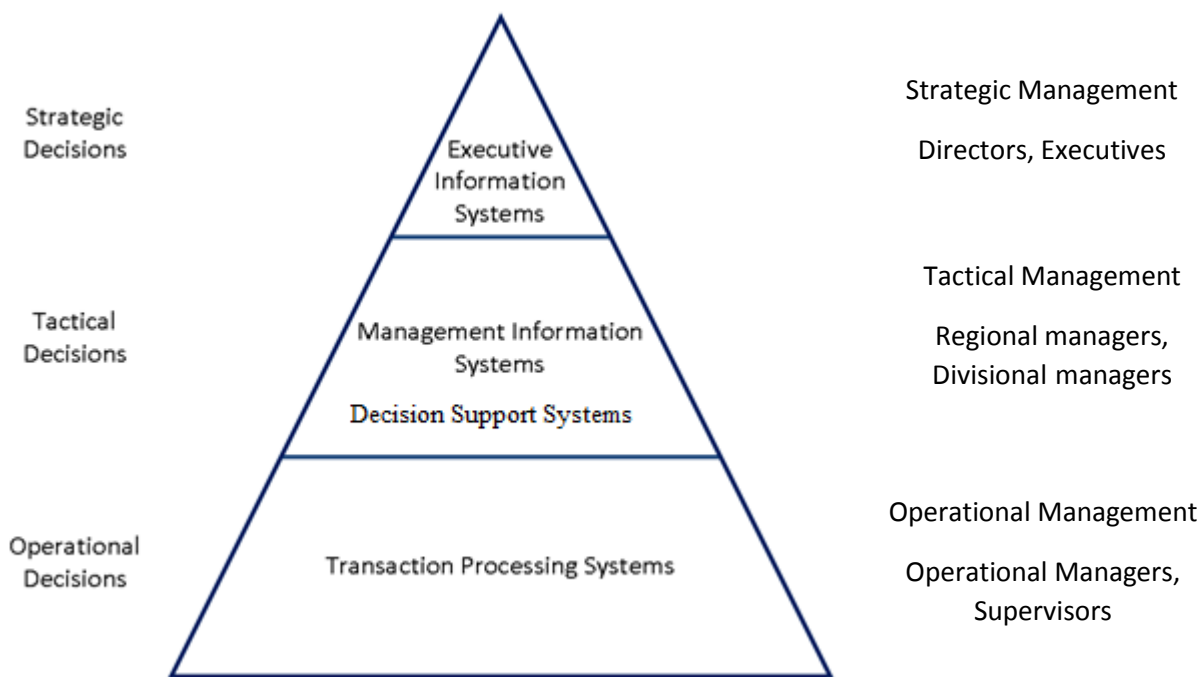 Strategic
Decisions
Executive
Information
Systems
Strategic Management
Directors, Executives
Tactical
Decisions
Management Information
Systems
Decision Support Systems
Tactical Management
Regional managers,
Divisional managers
Operational
Decisions
Transaction Processing Systems
Operational Management
Operational Managers,
Supervisors